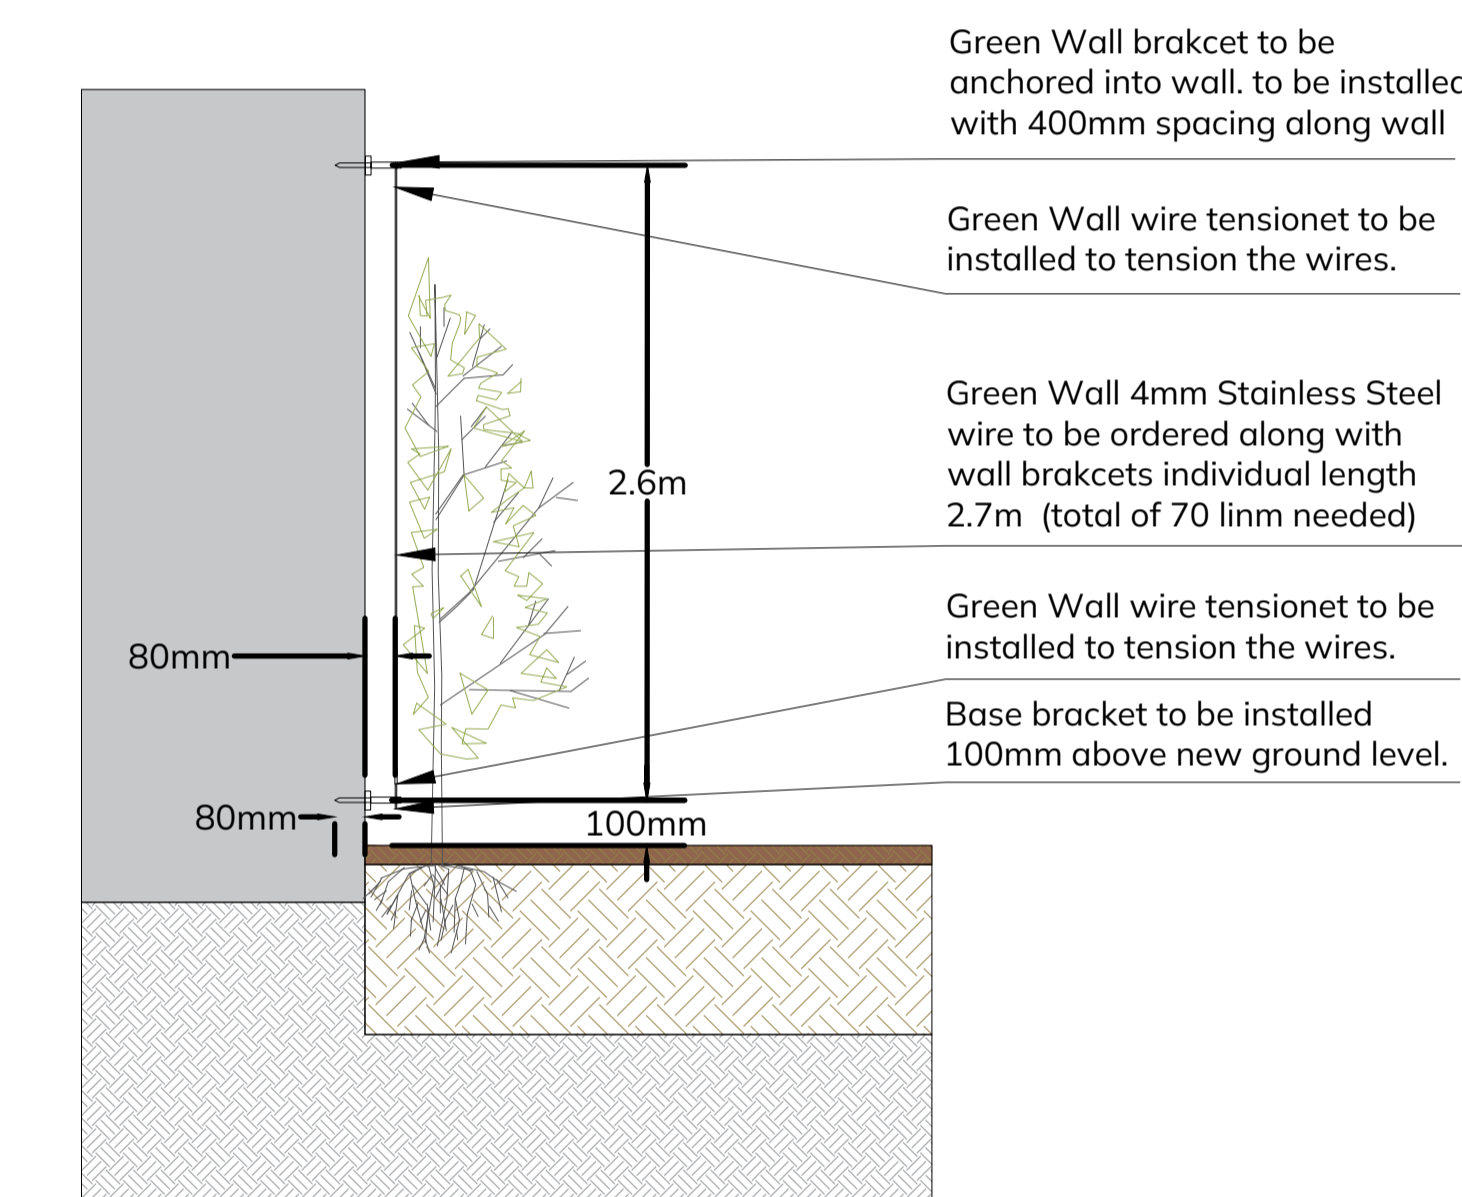 Green Wall brakcet to be
anchored into wall. to be installed
with 400mm spacing along wall
Green Wall wire tensionet to be
installed to tension the wires.
Green Wall 4mm Stainless Steel
wire to be ordered along with
wall brakcets individual length
2.7m (total of 70 linm needed)
2.6m
Green Wall wire tensionet to be
installed to tension the wires.
80mm
Base bracket to be installed
100mm above new ground level.
80mm
100mm